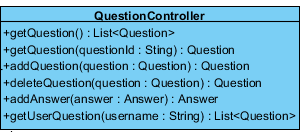 QuestionController
+getQuestion() : List<Question>
+getQuestion(questionId : Sting) : Question
+addQuestion(question : Question) : Question
+deleteQuestion(question : Question) : Question
+addAnswer(answer : Answer) : Answer
+getUserQuestion(username : String) : List<Question>